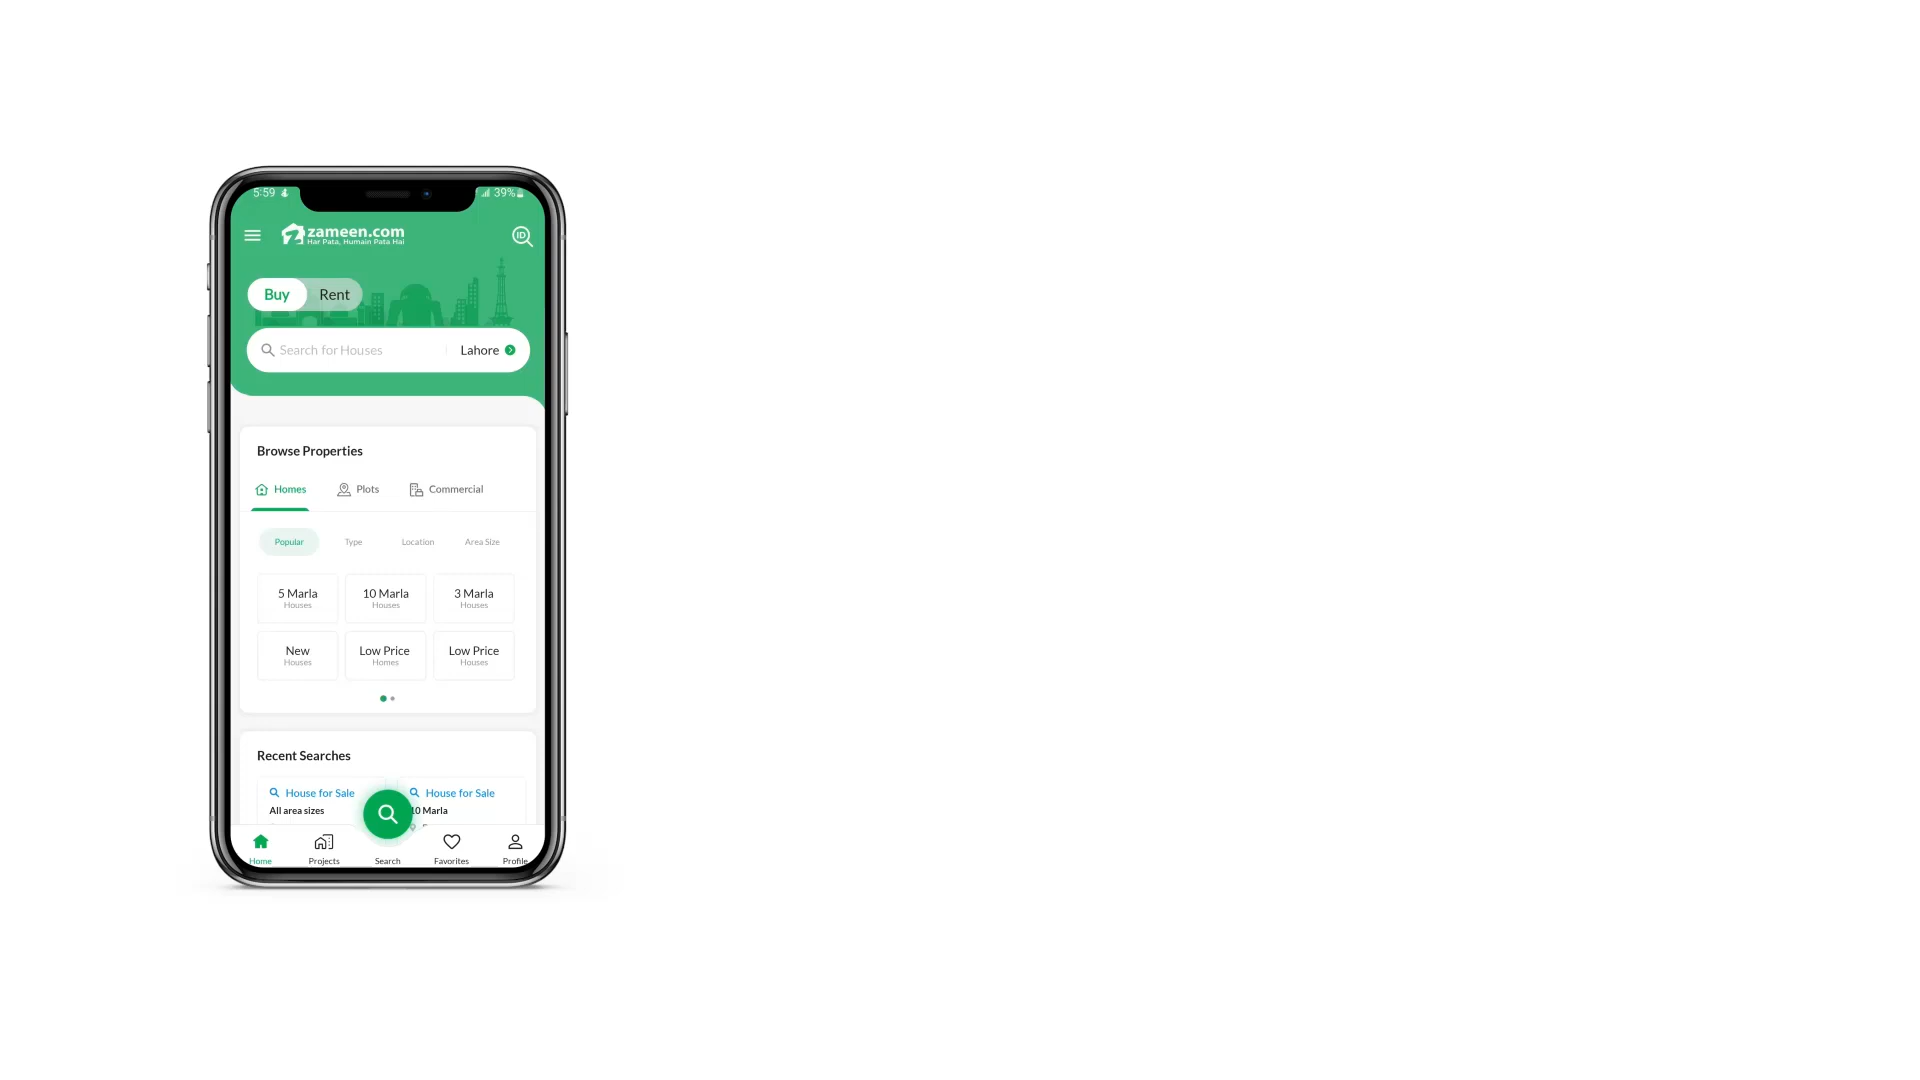 5:59
39%
zameen.com
Har Pata, Humain Pata Hai
ID
Buy Rent
Search for Houses Lahore
Browse Properties
Homes Plots Commercial
Popular Type Location Area Size
5 Marla 10 Marla 3 Marla
Houses Houses Houses
New Low Price Low Price
Houses Homes Houses
Recent Searches
House for Sale House for Sale
All area sizes 10 Marla
Home Projects Search Favorites Profile